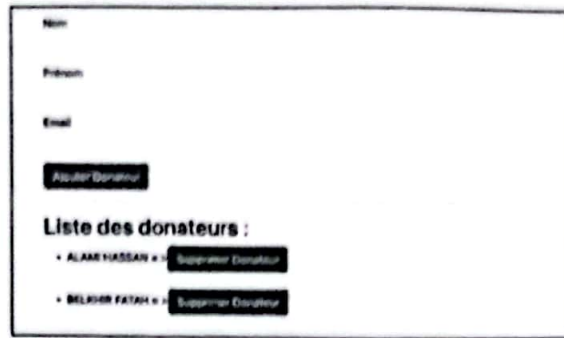 Nom
Prénom
Email
Ajouter Donateur
Liste des donateurs :
• ALAMI HASSAN = > Supprimer Donateur
• BELKHIR FATAH = > Supprimer Donateur